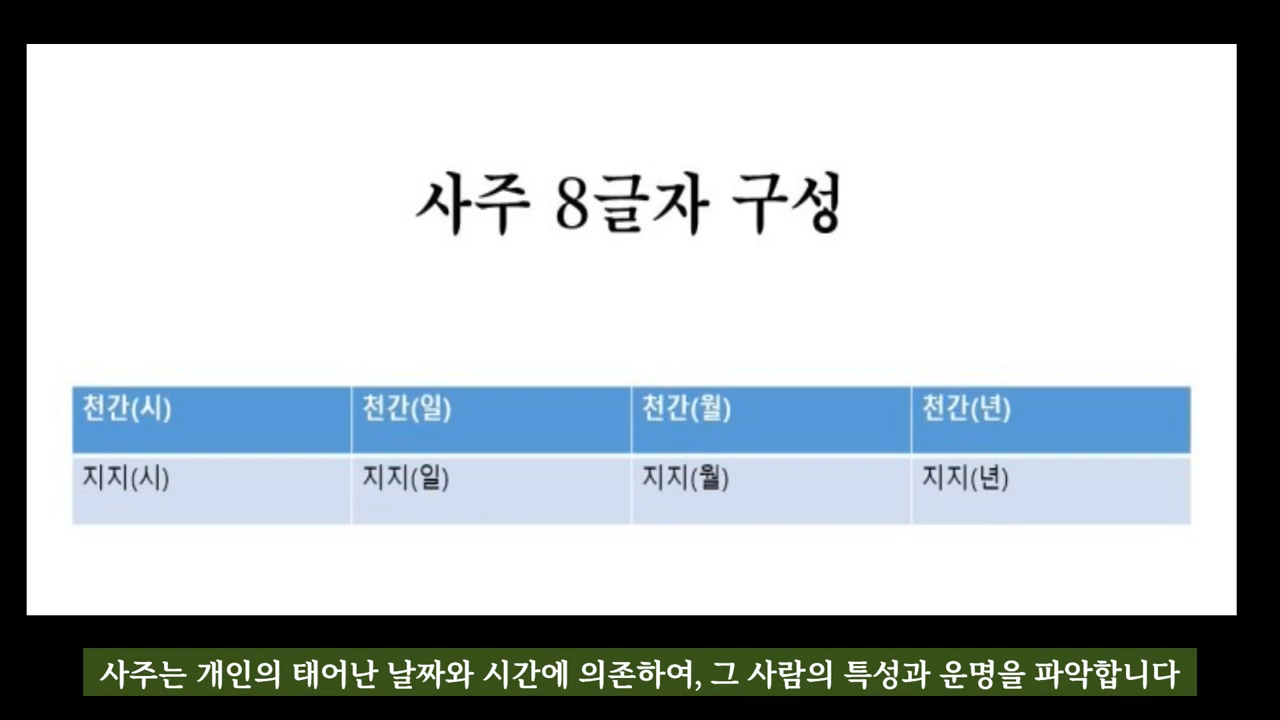 사주 8글자 구성
천간(시) 천간(일) 천간(월) 천간(년)
지지(시) 지지(일) 지지(월) 지지(년)
사주는 개인의 태어난 날짜와 시간에 의존하여, 그 사람의 특성과 운명을 파악합니다